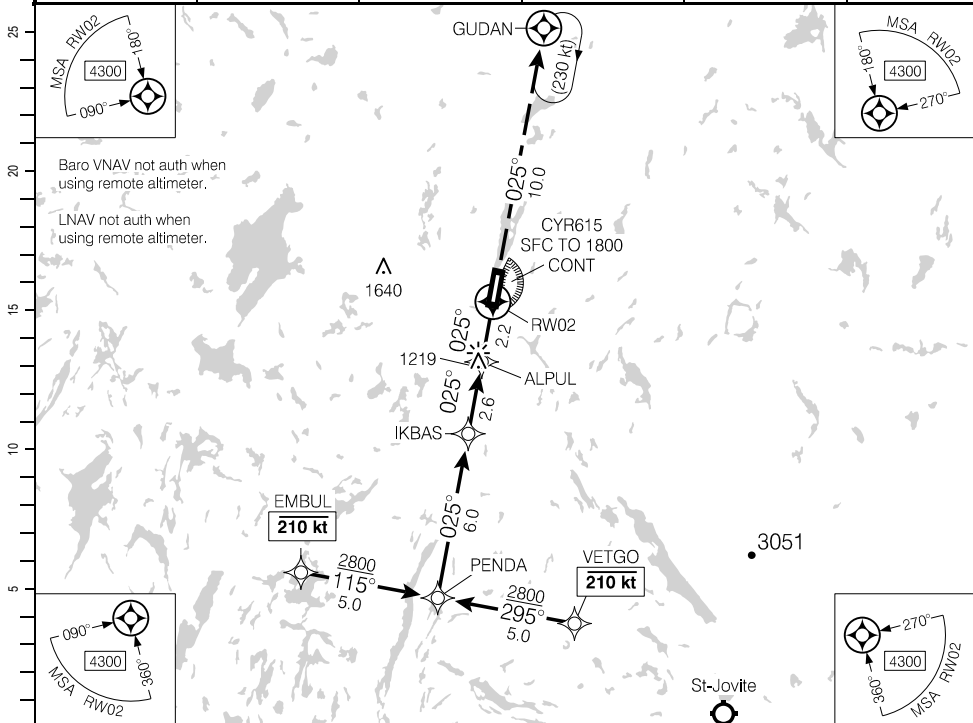 25
20
15
10
5
MSA RW02
180°
4300
090°
MSA RW02
180°
4300
270°
Baro VNAV not auth when
using remote altimeter.
LNAV not auth when
using remote altimeter.
GUDAN
(230 kt)
025°
10.0
CYR615
SFC TO 1800
CONT
1640
RW02
025°
2.2
1219
ALPUL
025°
2.6
IKBAS
025°
6.0
EMBUL
210 kt
2800
115°
5.0
PENDA
VETGO
210 kt
2800
295°
5.0
3051
090°
4300
360°
MSA RW02
270°
4300
360°
MSA RW02
St-Jovite